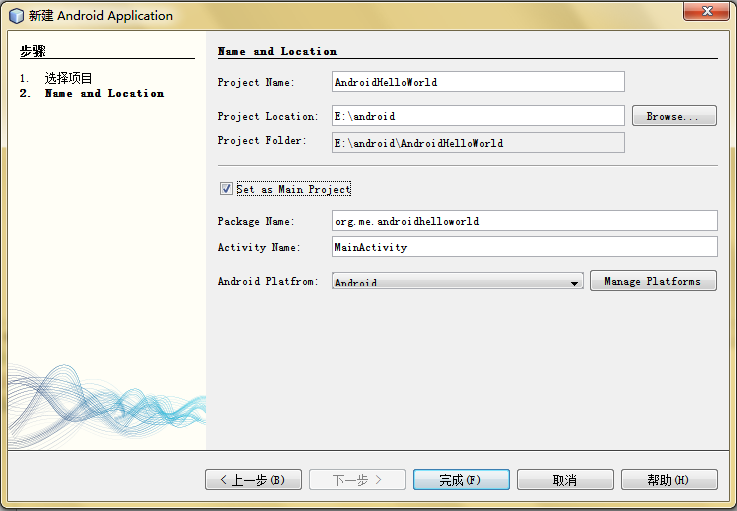 新建 Android Application
步骤
1. 选择项目
2. Name and Location
Name and Location
Project Name: AndroidHelloWorld
Project Location: E:\android Browse...
Project Folder: E:\android\AndroidHelloWorld
Set as Main Project
Package Name: org.me.androidhelloworld
Activity Name: MainActivity
Android Platfrom: Android Manage Platforms
< 上一步(B) 下一步 > 完成(F) 取消 帮助(H)